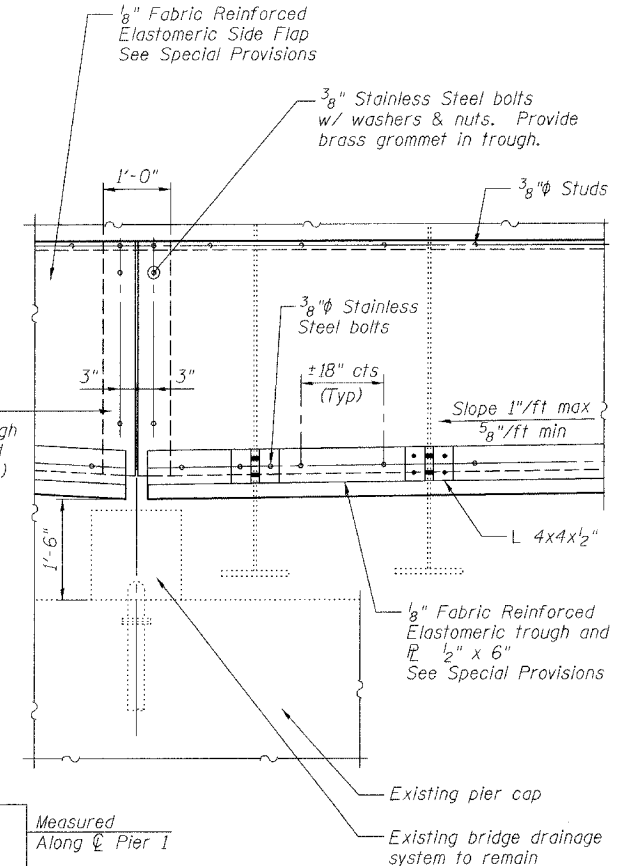 1/8" Fabric Reinforced
Elastomeric Side Flap
See Special Provisions
3/8" Stainless Steel bolts
w/ washers & nuts. Provide
brass grommet in trough.
1'-0"
3/8"ϕ Studs
3/8"ϕ Stainless
Steel bolts
3"
3"
±18" cts
(Typ)
Slope 1"/ft max
5/8"/ft min
1'-6"
L 4x4x1/2"
1/8" Fabric Reinforced
Elastomeric trough and
℄ 1/2" x 6"
See Special Provisions
Existing pier cap
Existing bridge drainage
system to remain
Measured
Along ℄ Pier 1